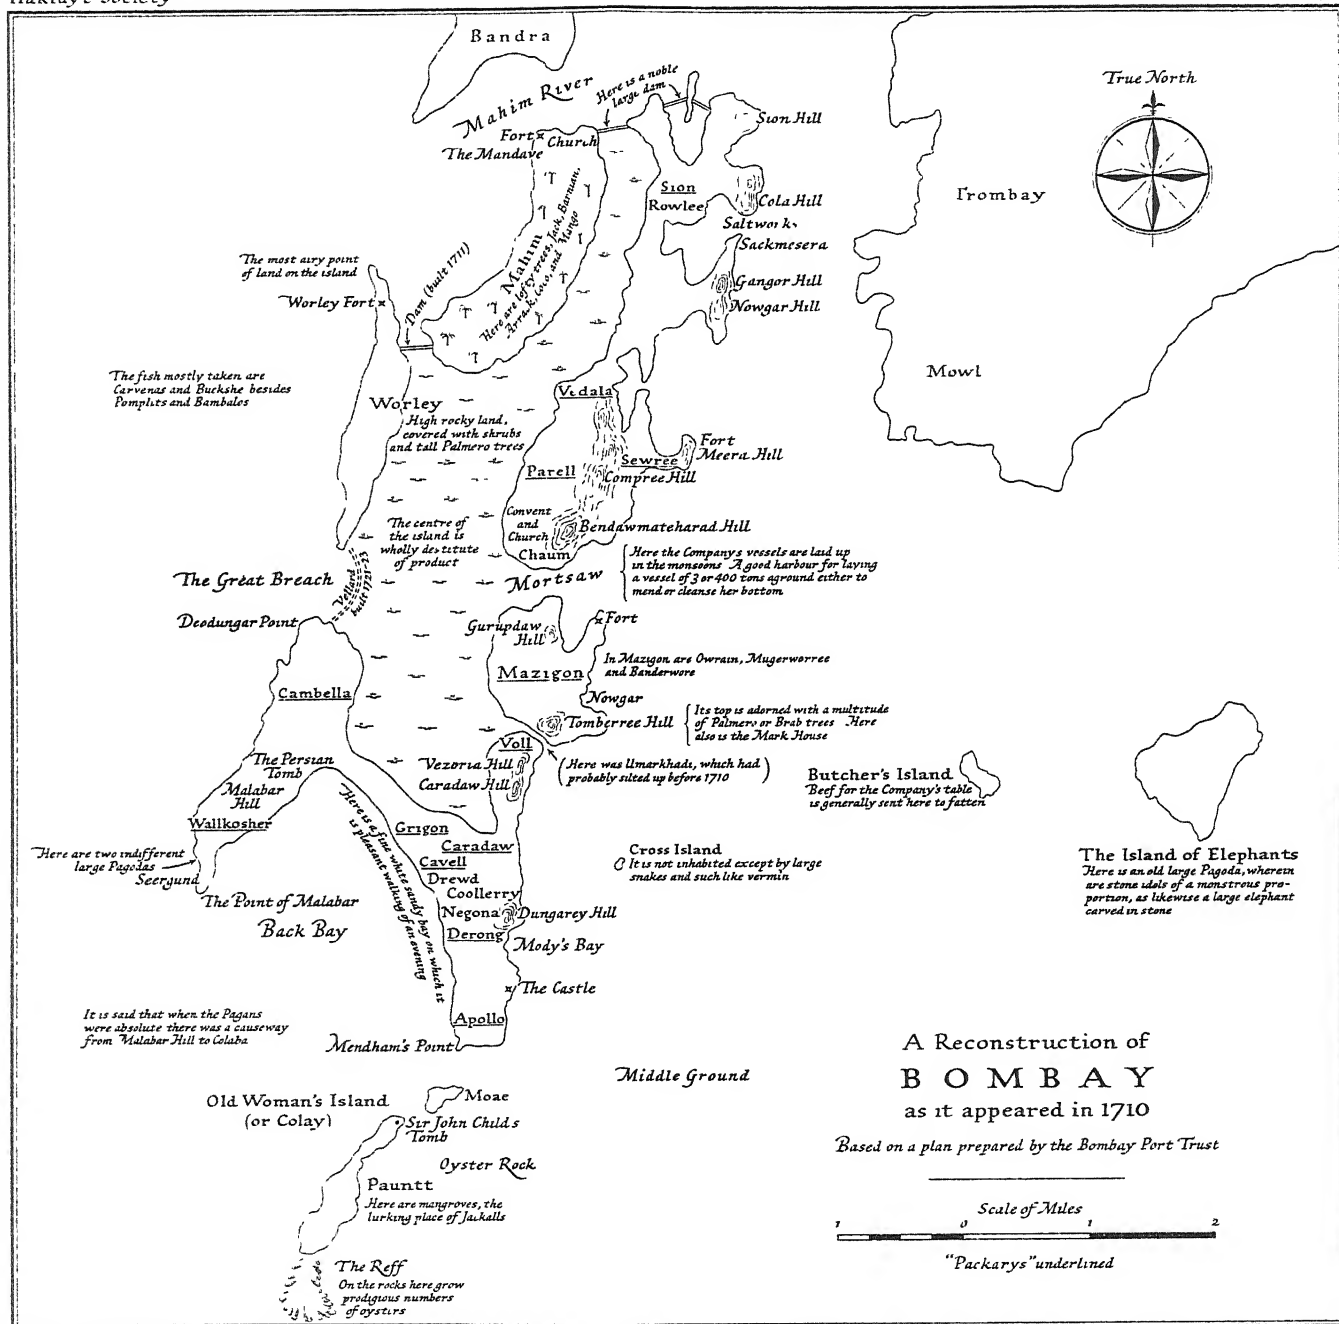 Hakluyt Society
Bandra
Mahim River
Here is a noble
large dam
True North
Sion Hill
Fort
Church
The Mandave
Sion
Rowlee
Cola Hill
Trombay
Saltworks
Sackmesera
Mahim
Here are lofty trees, Jack, Barnian,
Arrack, Coco, and Mango
The most airy point
of land on the island
Dam (built 1711)
Worley Fort
Gangor Hill
Nowgar Hill
The fish mostly taken are
Carvenas and Buckshe besides
Pomplits and Bambalos
Mowl
Worley
High rocky land,
covered with shrubs
and tall Palmero trees
Vedala
Fort
Meera Hill
Sewree
Parell
Compree Hill
Convent
and
Church
Bendawmatcharad Hill
Chaum
The centre of
the island is
wholly destitute
of product
Here the Company's vessels are laid up
in the monsoons A good harbour for laying
a vessel of 3 or 400 tons aground either to
mend or cleanse her bottom
Mortsaw
The Great Breach
Vellard
built 1721-23
Deodungar Point
Gurupdaw
Hill
Fort
Mazigon
In Mazigon are Owrain, Mugerworree
and Banderwore
Cambella
Nowgar
Tomberree Hill
Its top is adorned with a multitude
of Palmero or Brab trees Here
also is the Mark House
Voll
Vezoria Hill
Caradaw Hill
(Here was Umarkhadi, which had
probably silted up before 1710)
The Persian
Tomb
Malabar
Hill
Wallkosher
Butcher's Island
Beef for the Company's table
is generally sent here to fatten
Here is a fine white sandy bay on which it
is pleasant walking of an evening
Grigon
Caradaw
Cavell
Drewd
Coollerry
Negona
Dungarey Hill
Derong
Mody's Bay
Here are two indifferent
large Pagodas
Seergund
The Point of Malabar
Back Bay
Cross Island
It is not inhabited except by large
snakes and such like vermin
The Island of Elephants
Here is an old large Pagoda, wherein
are stone idols of a monstrous pro-
portion, as likewise a large elephant
carved in stone
The Castle
It is said that when the Pagans
were absolute there was a causeway
from Malabar Hill to Colaba
Apollo
Mendham's Point
Middle Ground
A Reconstruction of
BOMBAY
as it appeared in 1710
Based on a plan prepared by the Bombay Port Trust
Old Woman's Island
(or Colay)
Moae
Sir John Childs
Tomb
Oyster Rock
Pauntt
Here are mangroves, the
lurking place of Jackalls
Scale of Miles
1 0 1 2
"Packarys" underlined
The Reff
On the rocks here grow
prodigious numbers
of oysters